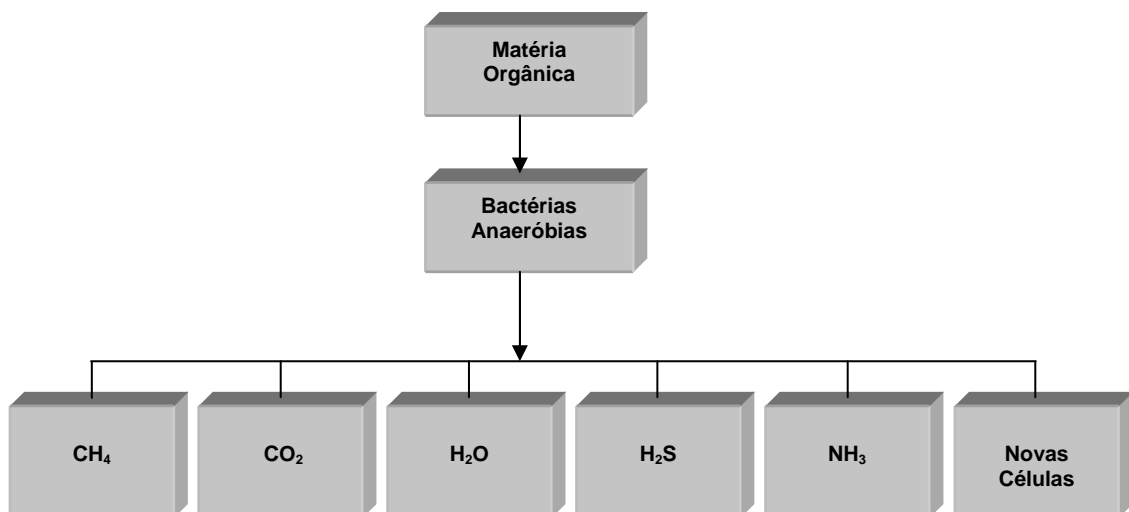 Matéria
Orgânica
Bactérias
Anaeróbias
CH₄
CO₂
H₂O
H₂S
NH₃
Novas
Células